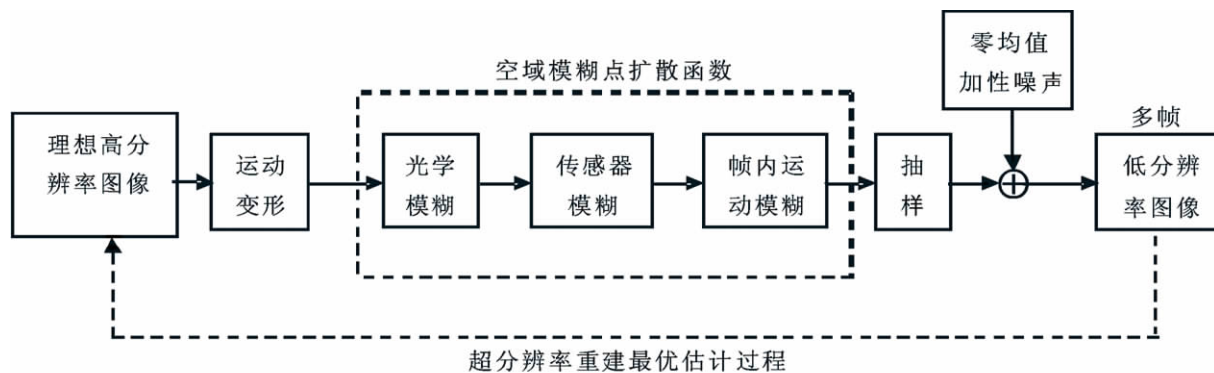 零均值
加性噪声
空域模糊点扩散函数
多帧
理想高分
辨率图像
运动
变形
光学
模糊
传感器
模糊
帧内运
动模糊
抽
样
低分辨
率图像
超分辨率重建最优估计过程